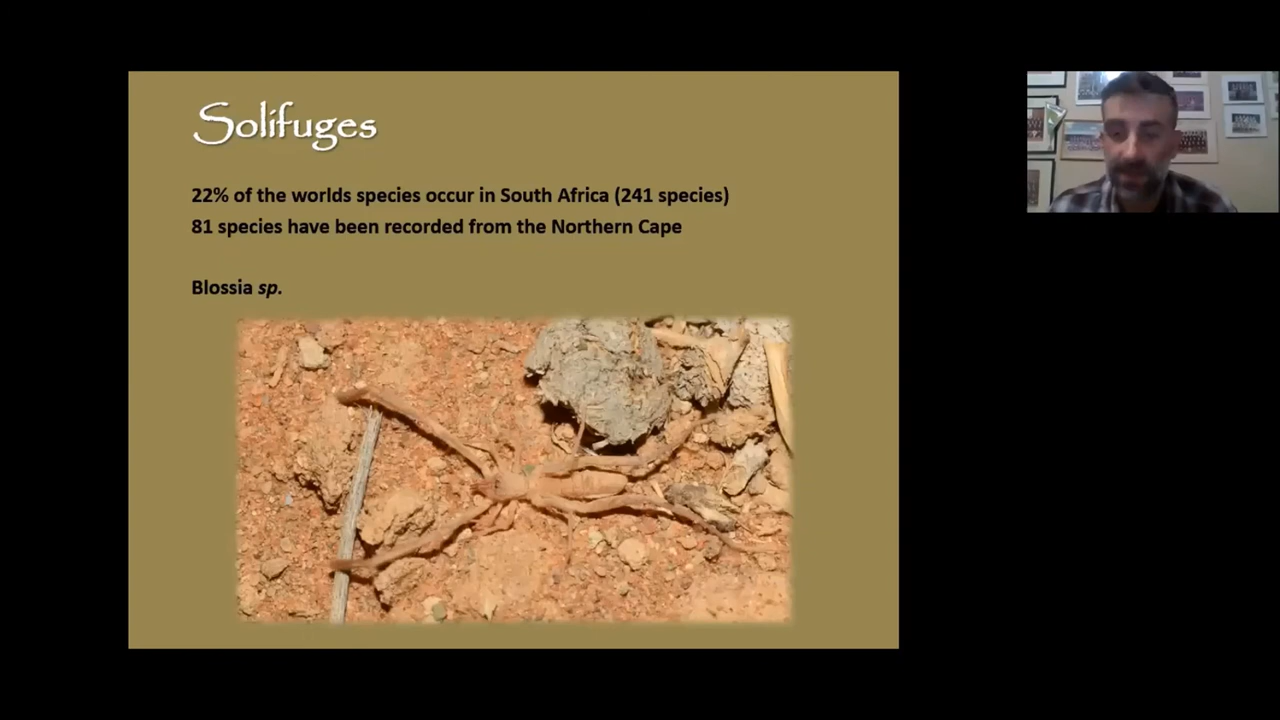 Solifuges
22% of the worlds species occur in South Africa (241 species)
81 species have been recorded from the Northern Cape
Blossia sp.